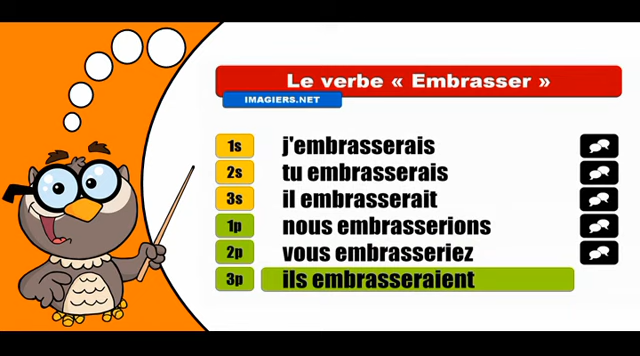 Le verbe « Embrasser »
IMAGIERS.NET
1s j'embrasserais
2s tu embrasserais
3s il embrasserait
1p nous embrasserions
2p vous embrasseriez
3p ils embrasseraient